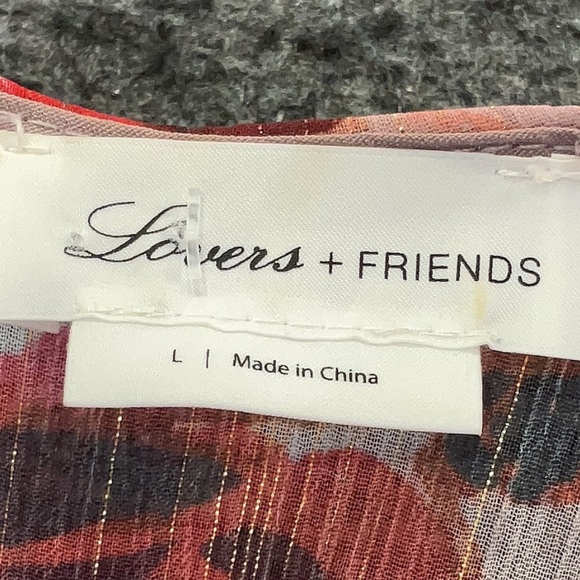 Lovers + FRIENDS
L | Made in China